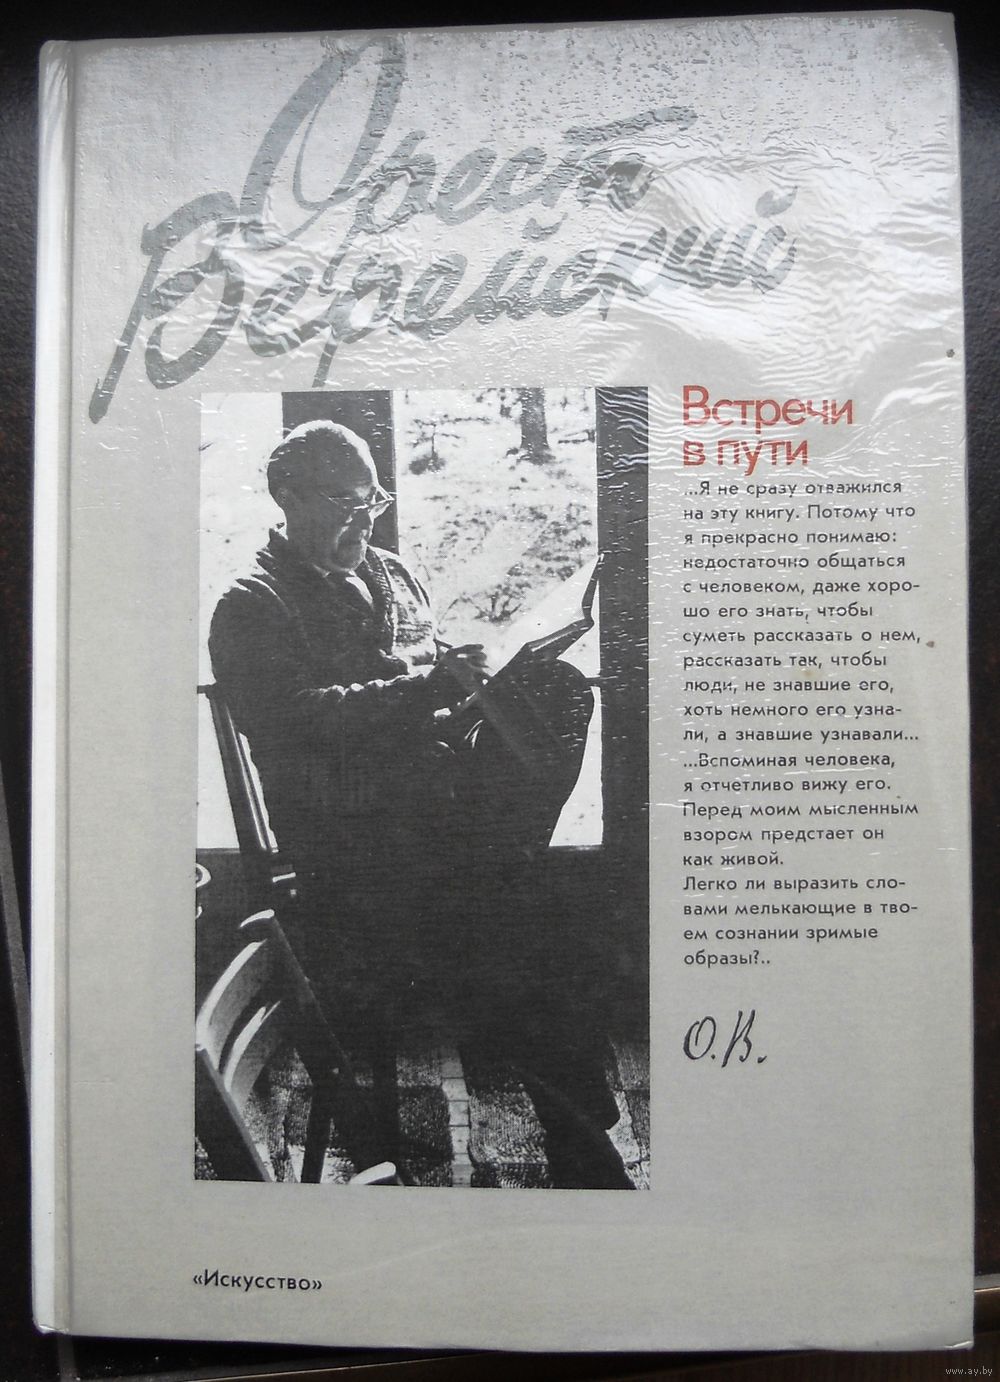 Орест
Верейский
Встречи
в пути
...Я не сразу отважился
на эту книгу. Потому что
я прекрасно понимаю:
недостаточно общаться
с человеком, даже хоро-
шо его знать, чтобы
суметь рассказать о нем,
рассказать так, чтобы
люди, не знавшие его,
хоть немного его узна-
ли, а знавшие узнавали...
...Вспоминая человека,
я отчетливо вижу его.
Перед моим мысленным
взором предстает он
как живой.
Легко ли выразить сло-
вами мелькающие в тво-
ем сознании зримые
образы?..
О.В.
«Искусство»
www.ay.by